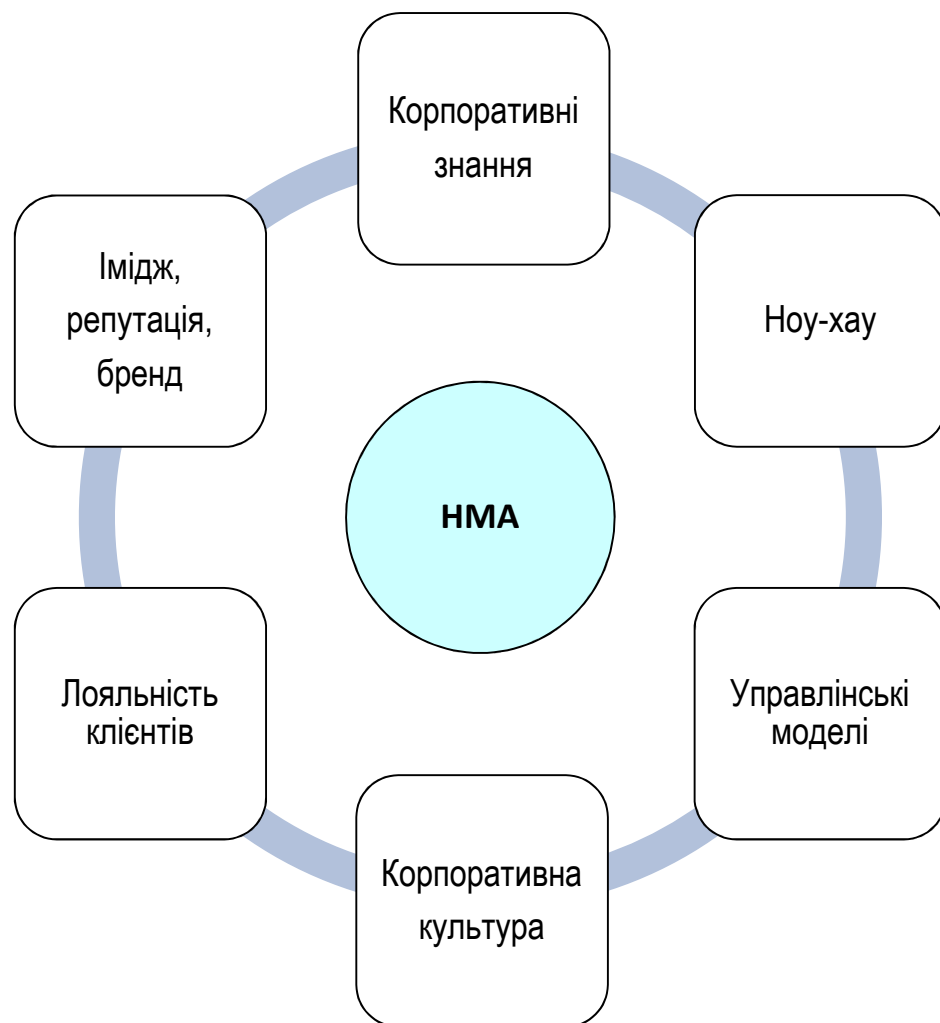 Корпоративні
знання
Імідж,
репутація,
бренд
Ноу-хау
НМА
Лояльність
клієнтів
Управлінські
моделі
Корпоративна
культура